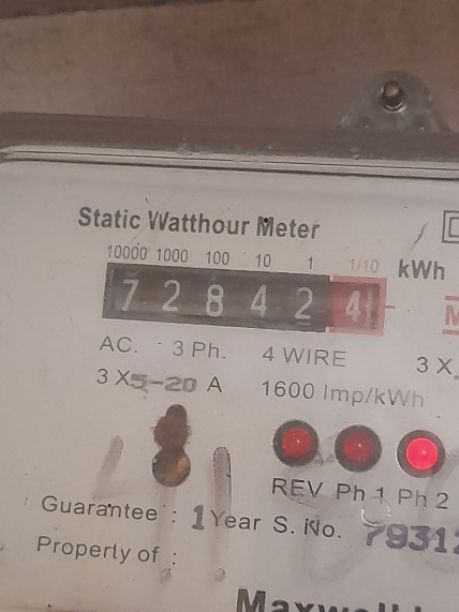 Static Watthour Meter
10000 1000 100 10 1 1/10 kWh
7 2 8 4 2 4
AC. 3 Ph. 4 WIRE 3 X
3 X5-20 A 1600 Imp/kWh
REV Ph 1 Ph 2
Guarantee : 1 Year S. No. 7931
Property of :